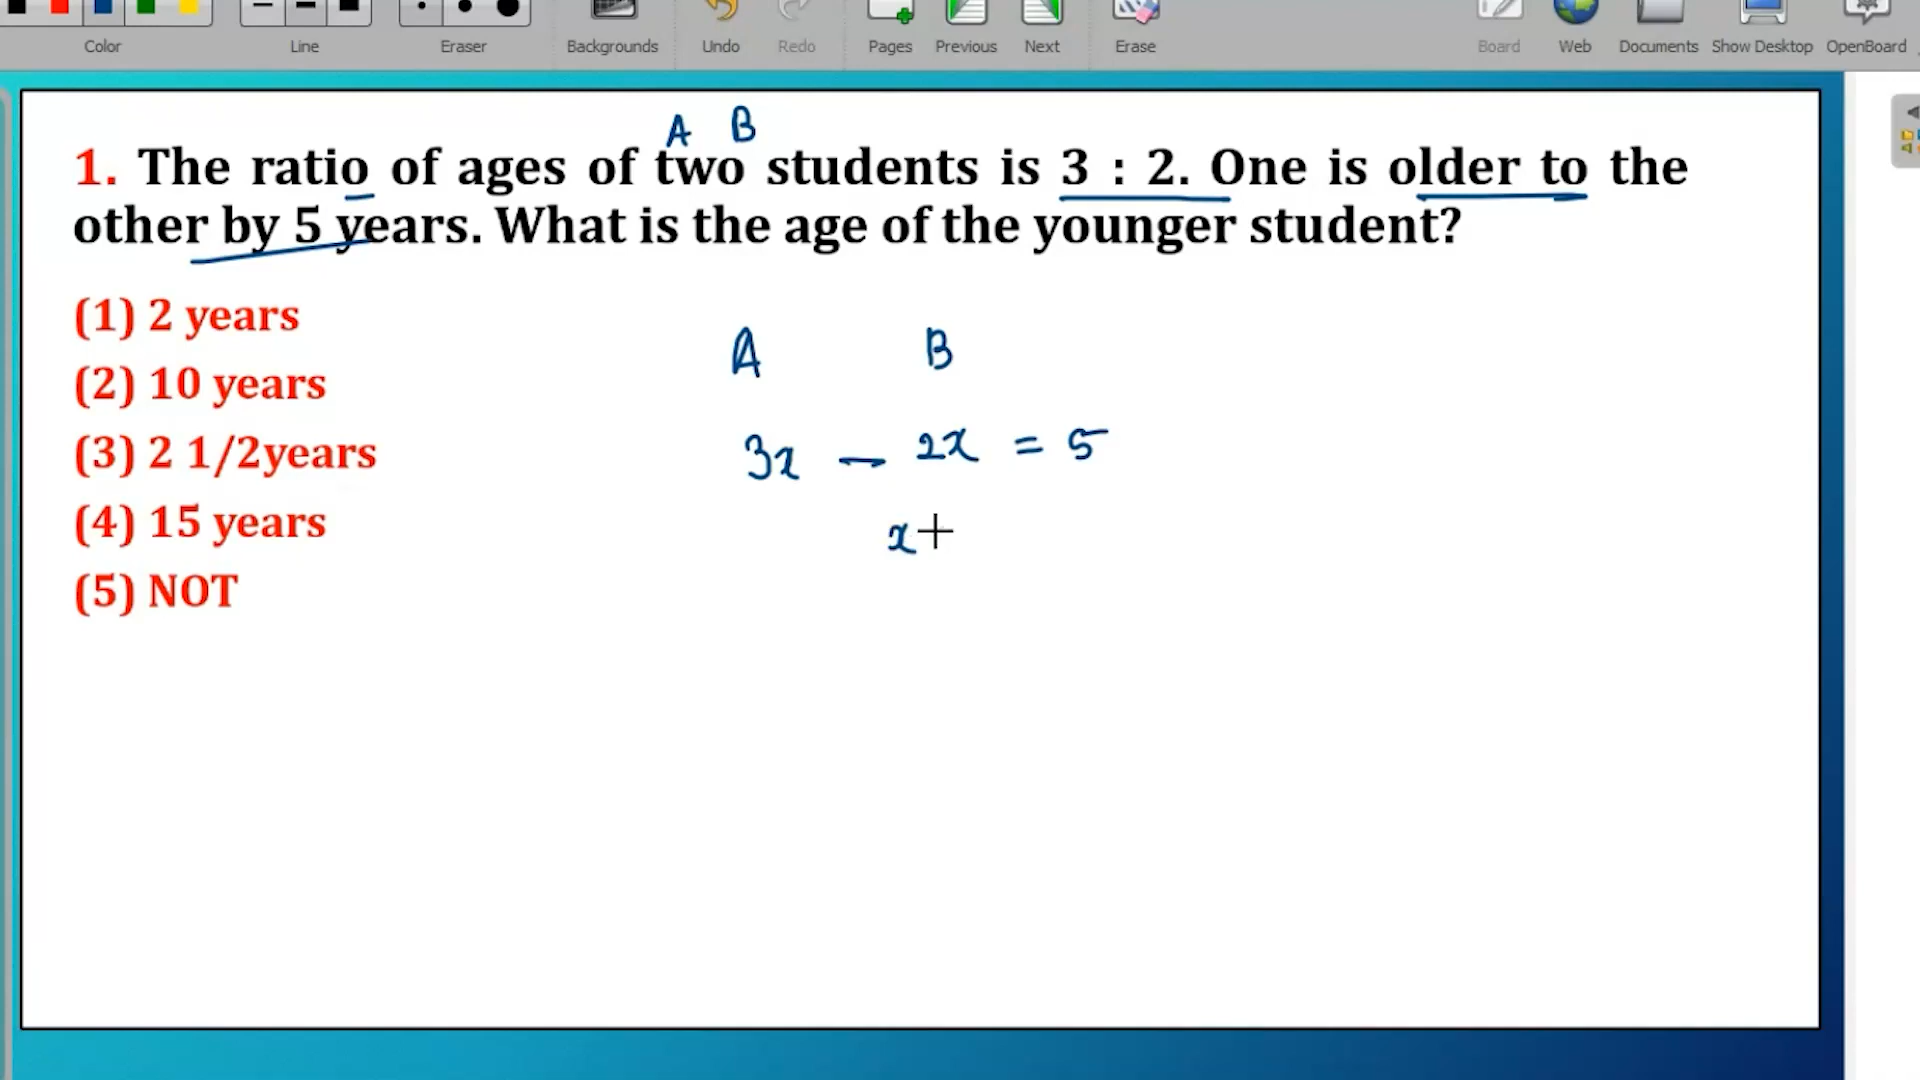 Color Line Eraser Backgrounds Undo Redo Pages Previous Next Erase Board Web Documents Show Desktop OpenBoard
A B
1. The ratio of ages of two students is 3 : 2. One is older to the
other by 5 years. What is the age of the younger student?
(1) 2 years
(2) 10 years
(3) 2 1/2years
(4) 15 years
(5) NOT
A B
3x - 2x = 5
x